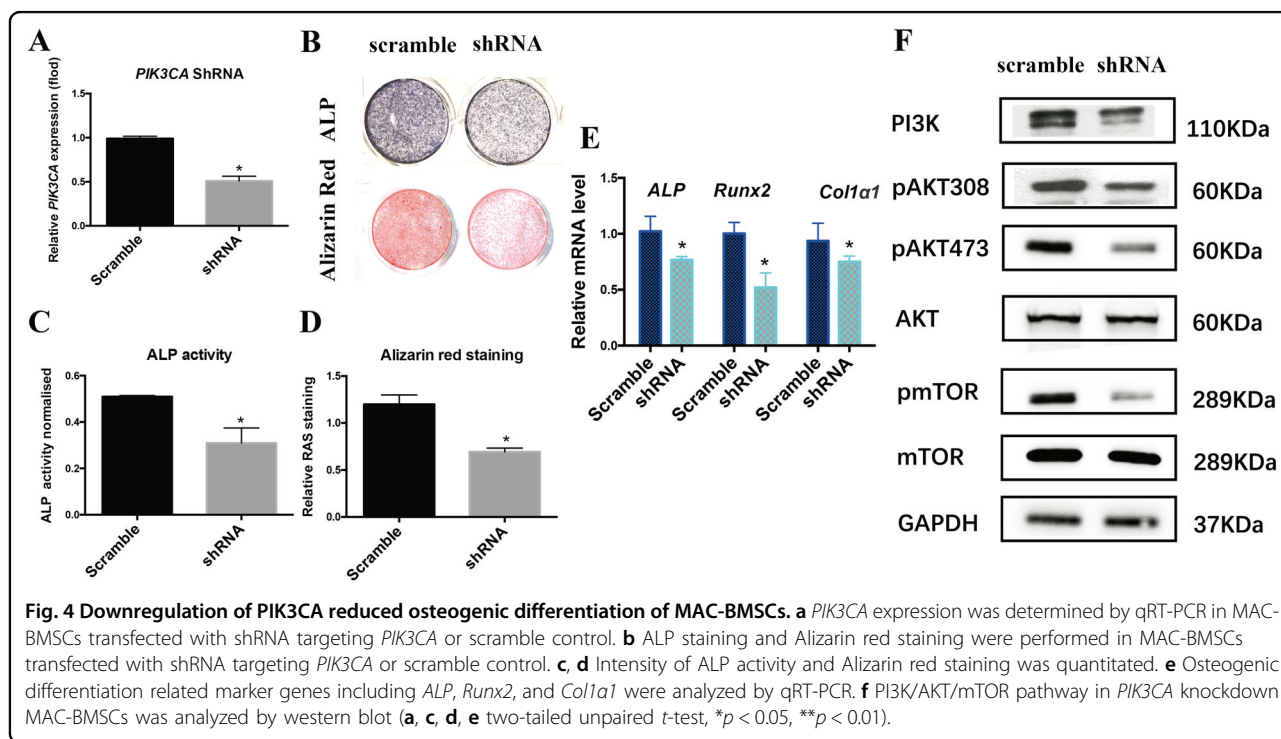 A
PIK3CA ShRNA
Relative PIK3CA expression (flod)
1.5
1.0
0.5
0.0
*
Scramble
shRNA
B
scramble shRNA
ALP
Alizarin Red
C
ALP activity
ALP activity normalised
0.6
0.4
0.2
0.0
*
Scramble
shRNA
D
Alizarin red staining
Relative RAS staining
1.5
1.0
0.5
0.0
*
Scramble
shRNA
E
Relative mRNA level
1.5
1.0
0.5
0.0
ALP Runx2 Col1α1
* * *
Scramble
shRNA
Scramble
shRNA
Scramble
shRNA
F
scramble shRNA
PI3K 110KDa
pAKT308 60KDa
pAKT473 60KDa
AKT 60KDa
pmTOR 289KDa
mTOR 289KDa
GAPDH 37KDa
Fig. 4 Downregulation of PIK3CA reduced osteogenic differentiation of MAC-BMSCs. a PIK3CA expression was determined by qRT-PCR in MAC-
BMSCs transfected with shRNA targeting PIK3CA or scramble control. b ALP staining and Alizarin red staining were performed in MAC-BMSCs
transfected with shRNA targeting PIK3CA or scramble control. c, d Intensity of ALP activity and Alizarin red staining was quantitated. e Osteogenic
differentiation related marker genes including ALP, Runx2, and Col1α1 were analyzed by qRT-PCR. f PI3K/AKT/mTOR pathway in PIK3CA knockdown
MAC-BMSCs was analyzed by western blot (a, c, d, e two-tailed unpaired t-test, *p < 0.05, **p < 0.01).